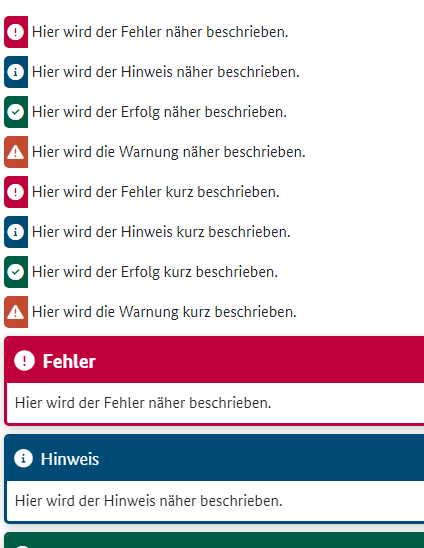 Hier wird der Fehler näher beschrieben.
Hier wird der Hinweis näher beschrieben.
Hier wird der Erfolg näher beschrieben.
Hier wird die Warnung näher beschrieben.
Hier wird der Fehler kurz beschrieben.
Hier wird der Hinweis kurz beschrieben.
Hier wird der Erfolg kurz beschrieben.
Hier wird die Warnung kurz beschrieben.
Fehler
Hier wird der Fehler näher beschrieben.
Hinweis
Hier wird der Hinweis näher beschrieben.